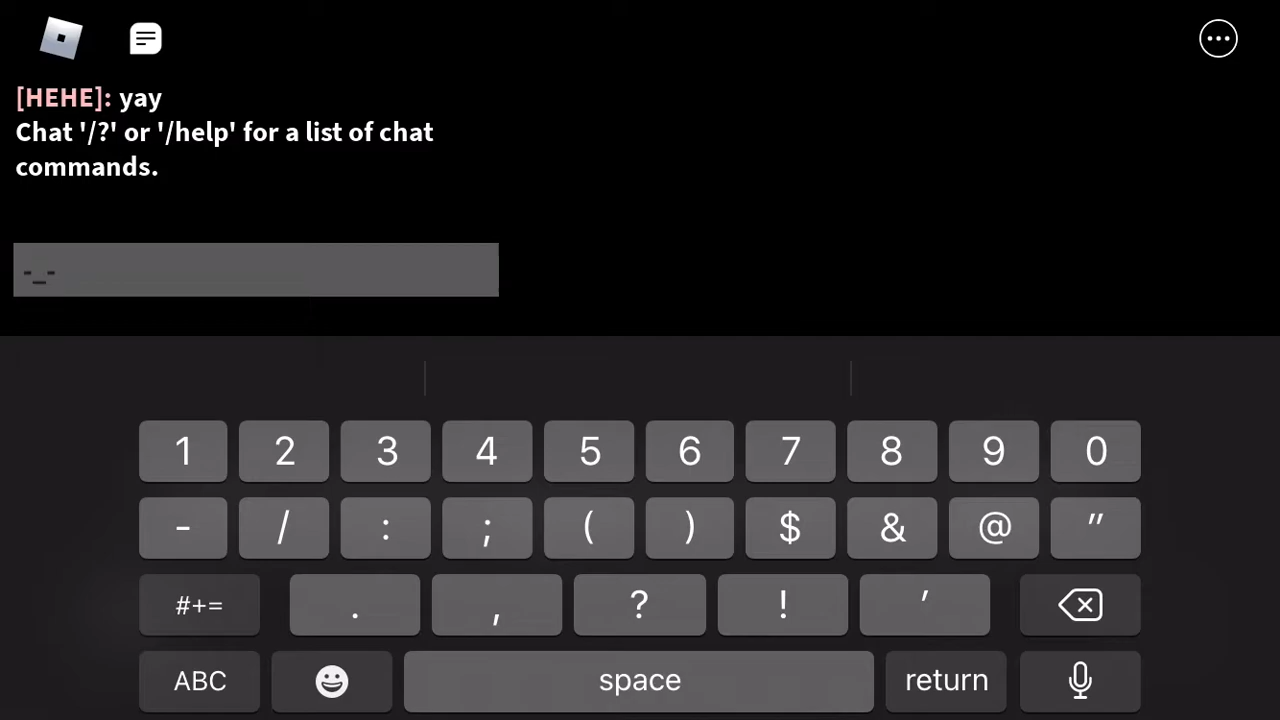 [HEHE]: yay
Chat '/?' or '/help' for a list of chat
commands.
-_-
1 2 3 4 5 6 7 8 9 0
- / : ; ( ) $ & @ "
#+= . , ? ! '
ABC space return